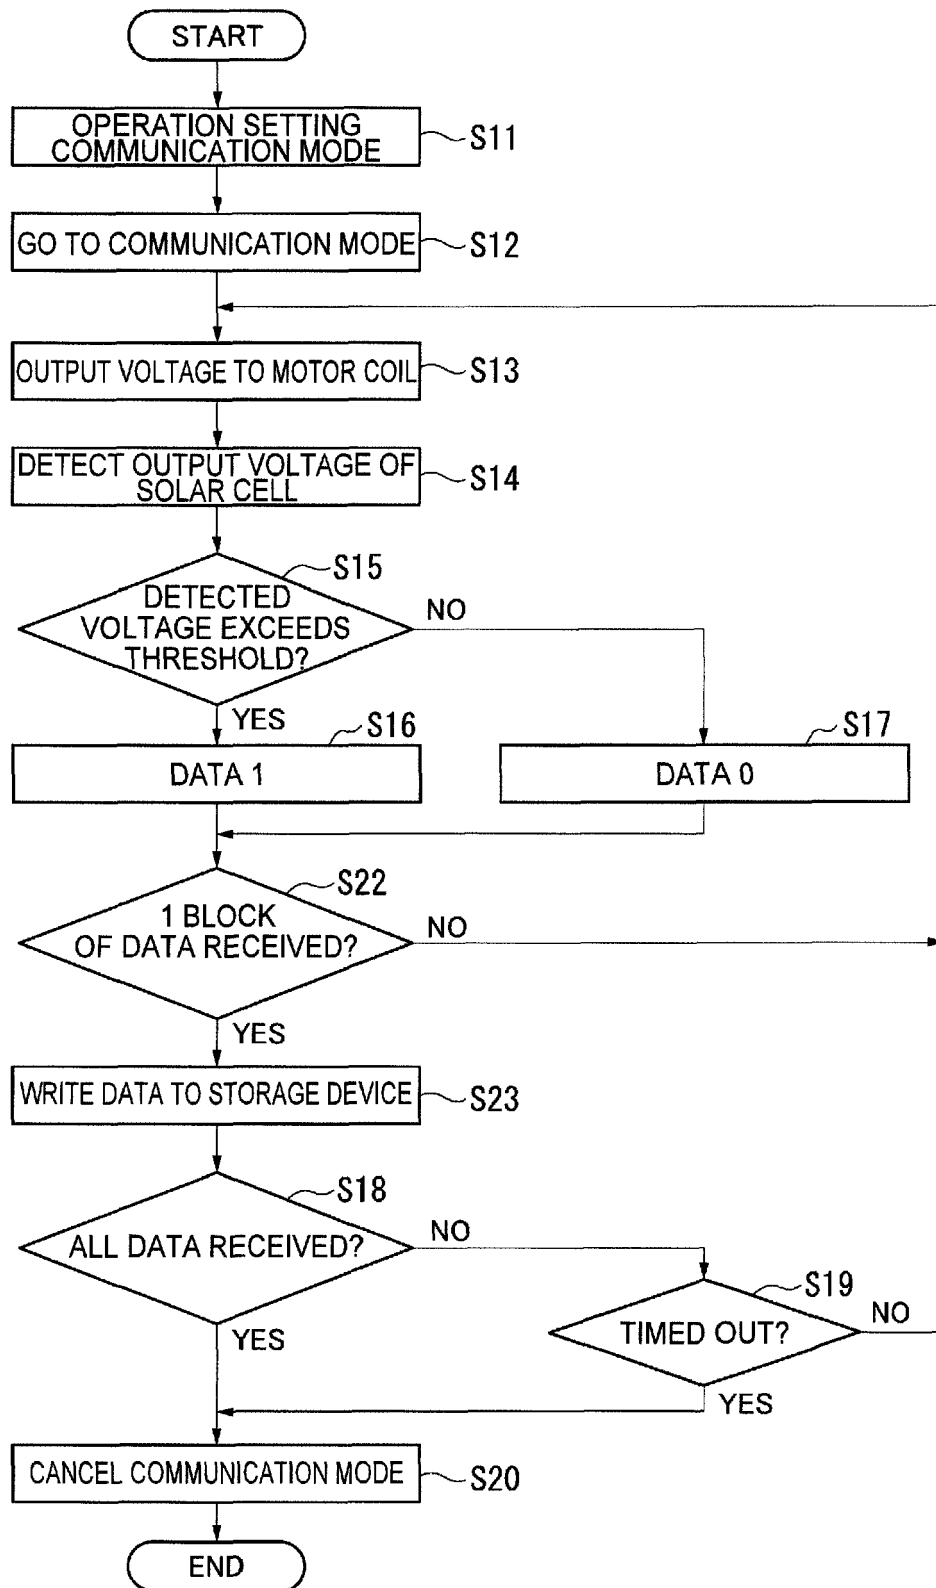 START
OPERATION SETTING
COMMUNICATION MODE
S11
GO TO COMMUNICATION MODE
S12
OUTPUT VOLTAGE TO MOTOR COIL
S13
DETECT OUTPUT VOLTAGE OF
SOLAR CELL
S14
S15
DETECTED
VOLTAGE EXCEEDS
THRESHOLD?
NO
YES
S16
DATA 1
S17
DATA 0
S22
1 BLOCK
OF DATA RECEIVED?
NO
YES
WRITE DATA TO STORAGE DEVICE
S23
S18
ALL DATA RECEIVED?
NO
YES
S19
TIMED OUT?
NO
YES
CANCEL COMMUNICATION MODE
S20
END